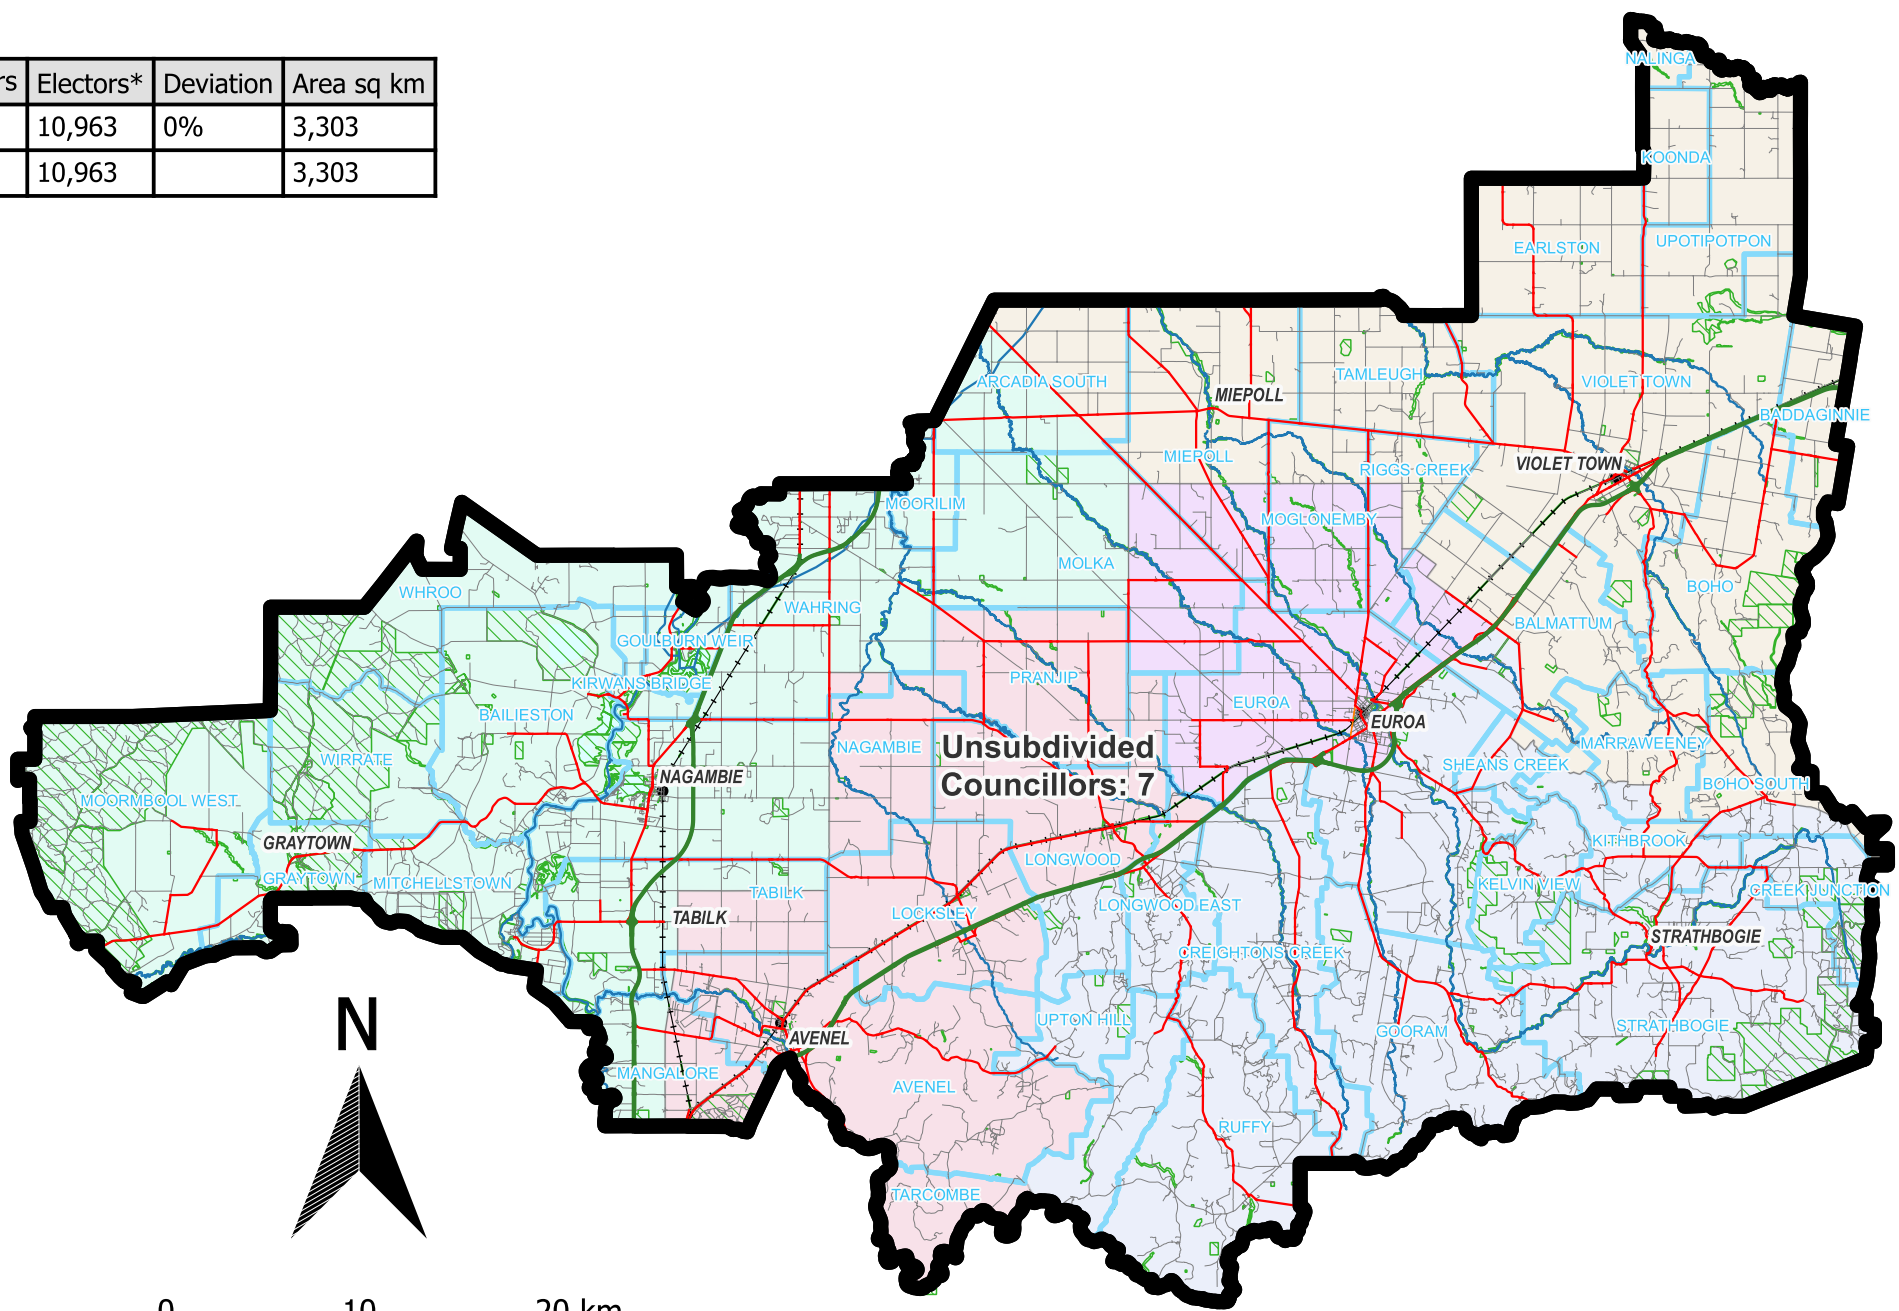 rs Electors* Deviation Area sq km
10,963 0% 3,303
10,963 3,303
NALINGA
KOONDA
EARLSTON
UPOTIPOTPON
ARCADIA SOUTH
MIEPOLL
TAMLEUGH
VIOLET TOWN
BADDAGINNIE
MIEPOLL
RIGGS CREEK
VIOLET TOWN
MOORILIM
MOGLONEMBY
MOLKA
WHROO
WAHRING
BOHO
BALMATTUM
GOULBURN WEIR
KIRWANS BRIDGE
PRANJIP
BAILIESTON
EUROA
EUROA
NAGAMBIE
Unsubdivided
Councillors: 7
MARRAWEENEY
WIRRATE
SHEANS CREEK
NAGAMBIE
BOHO SOUTH
MOORMBOOL WEST
GRAYTOWN
KITHBROOK
LONGWOOD
GRAYTOWN
MITCHELLSTOWN
KELVIN VIEW
CREEK JUNCTION
TABILK
LONGWOOD EAST
LOCKSLEY
TABILK
STRATHBOGIE
CREIGHTONS CREEK
N
UPTON HILL
GOORAM
STRATHBOGIE
AVENEL
MANGALORE
AVENEL
RUFFY
TARCOMBE
0 10 20 km